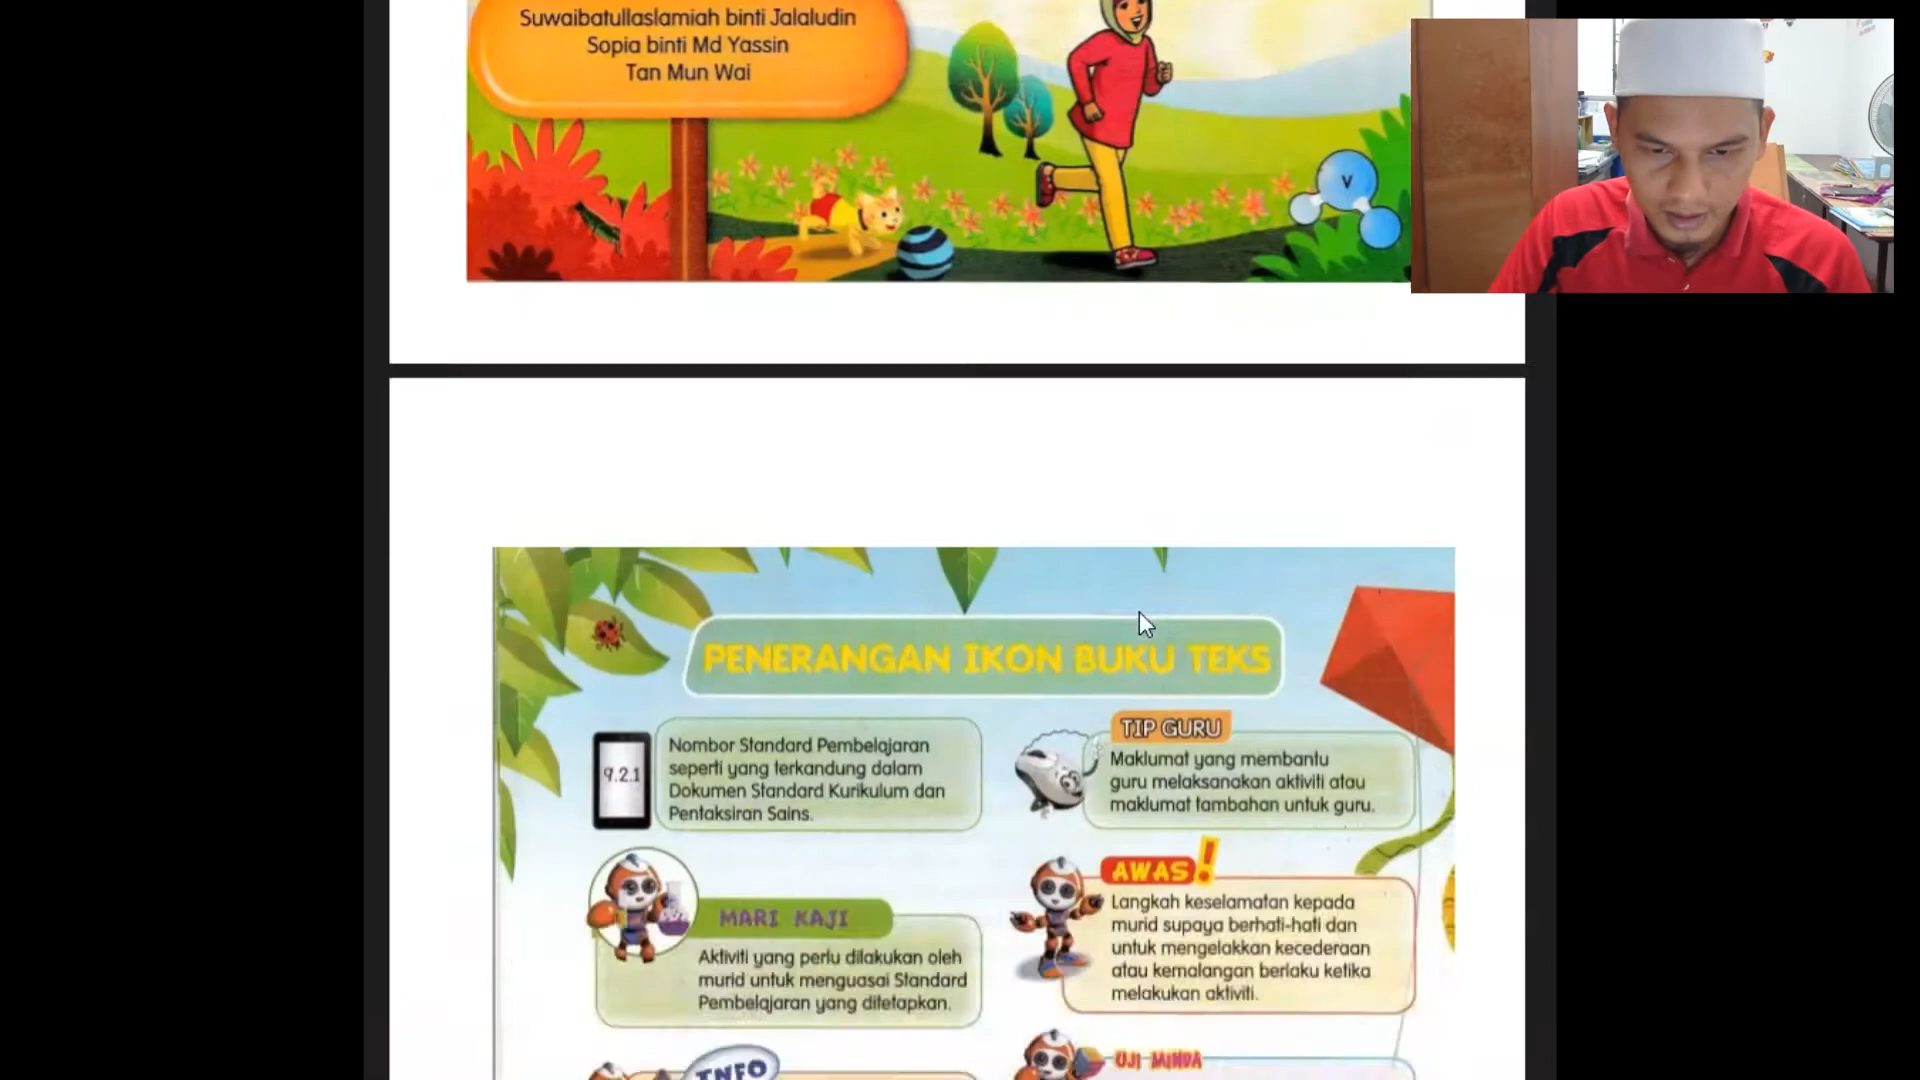 Suwaibatullaslamiah binti Jalaludin
Sopia binti Md Yassin
Tan Mun Wai
V
PENERANGAN IKON BUKU TEKS
9.2.1
Nombor Standard Pembelajaran
seperti yang terkandung dalam
Dokumen Standard Kurikulum dan
Pentaksiran Sains.
TIP GURU
Maklumat yang membantu
guru melaksanakan aktiviti atau
maklumat tambahan untuk guru.
MARI KAJI
Aktiviti yang perlu dilakukan oleh
murid untuk menguasai Standard
Pembelajaran yang ditetapkan.
AWAS!
Langkah keselamatan kepada
murid supaya berhati-hati dan
untuk mengelakkan kecederaan
atau kemalangan berlaku ketika
melakukan aktiviti.
INFO
UJI MINDA